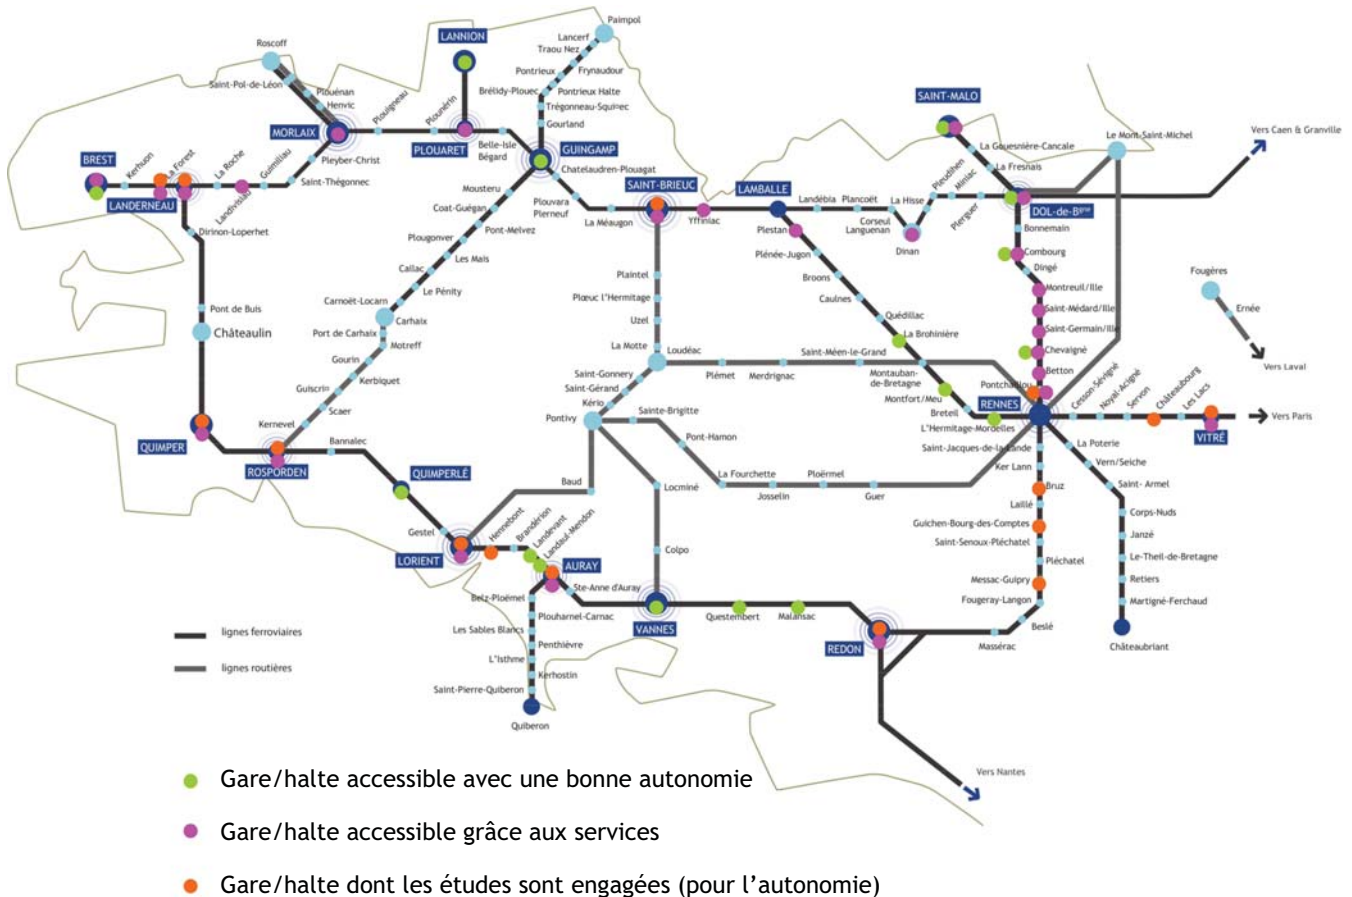 Paimpol
Lancerf
Traou Nez
Frynaudour
Pontrieux
Pontrieux Halte
Brélidy-Plouec
Trégonneau-Squinec
Gourland
LANNION
Roscoff
Saint-Pol-de-Léon
Plouénan
Henvic
MORLAIX
Plouigneau
Plounérin
PLOUARET
Belle-Isle
Bégard
GUINGAMP
Chatelaudren-Plouagat
BREST
Kerhuon
La Forest
LANDERNEAU
La Roche
Landivisiau
Guimiliau
Saint-Thégonnec
Pleyber-Christ
Dirinon-Loperhet
Pont de Buis
Châteaulin
QUIMPER
Mousteru
Coat-Guégan
Pont-Melvez
Plougonver
Les Mais
Callac
Le Pénity
Carnoët-Locarn
Carhaix
Port de Carhaix
Motreff
Gourin
Kerbiquet
Guiscrin
Scaer
Kernevel
ROSPORDEN
Bannalec
QUIMPERLÉ
Gestel
LORIENT
Hennebont
Brandérion
Landevant
Landaul-Mendon
AURAY
Ste-Anne d'Auray
Belz-Ploëmel
Plouharnel-Carnac
Les Sables Blancs
Penthièvre
L'Isthme
Kerhostin
Saint-Pierre-Quiberon
Quiberon
Plouvara
Plerneuf
La Méaugon
SAINT-BRIEUC
Yffiniac
LAMBALLE
Plestan
Plénée-Jugon
Broons
Caulnes
Quédillac
La Brohinière
Montauban-
de-Bretagne
Montfort/Meu
Breteil
L'Hermitage-Mordelles
Landébia
Plancoët
Corseul
Languenan
La Hisse
Dinan
Pleudihen
Miniac
Plerguer
SAINT-MALO
La Gouesnière-Cancale
La Fresnais
DOL-de-Bgne
Le Mont-Saint-Michel
Vers Caen & Granville
Bonnemain
Combourg
Dingé
Montreuil/Ille
Saint-Médard/Ille
Saint-Germain/Ille
Chevaigné
Betton
Pontchaillou
RENNES
Fougères
Ernée
Vers Laval
Cesson-Sévigné
Noyal-Acigné
Servon
Châteaubourg
Les Lacs
VITRÉ
Vers Paris
Plaintel
Plœuc l'Hermitage
Uzel
La Motte
Loudéac
Plémet
Merdrignac
Saint-Méen-le-Grand
Saint-Gonnery
Saint-Gérand
Kério
Pontivy
Sainte-Brigitte
Pont-Hamon
La Fourchette
Josselin
Ploërmel
Guer
Baud
Locminé
Colpo
VANNES
Questembert
Malansac
REDON
Massérac
Beslé
Fougeray-Langon
Messac-Guipry
Pléchatel
Saint-Senoux-Pléchatel
Guichen-Bourg-des-Comptes
Laillé
Bruz
Ker Lann
Saint-Jacques-de-la-Lande
La Poterie
Vern/Seiche
Saint- Armel
Corps-Nuds
Janzé
Le-Theil-de-Bretagne
Retiers
Martigné-Ferchaud
Châteaubriant
Vers Nantes
lignes ferroviaires
lignes routières
Gare/halte accessible avec une bonne autonomie
Gare/halte accessible grâce aux services
Gare/halte dont les études sont engagées (pour l'autonomie)